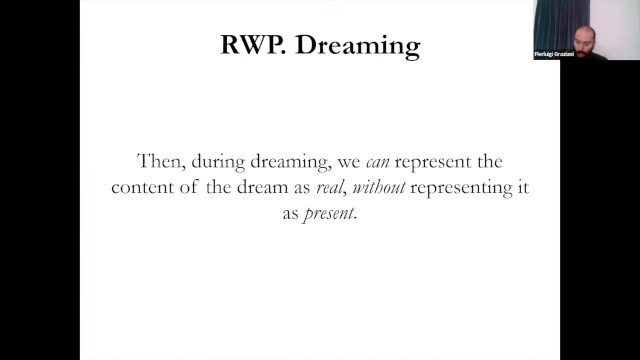 RWP. Dreaming
Pierluigi Graziani
Then, during dreaming, we can represent the
content of the dream as real, without representing it
as present.